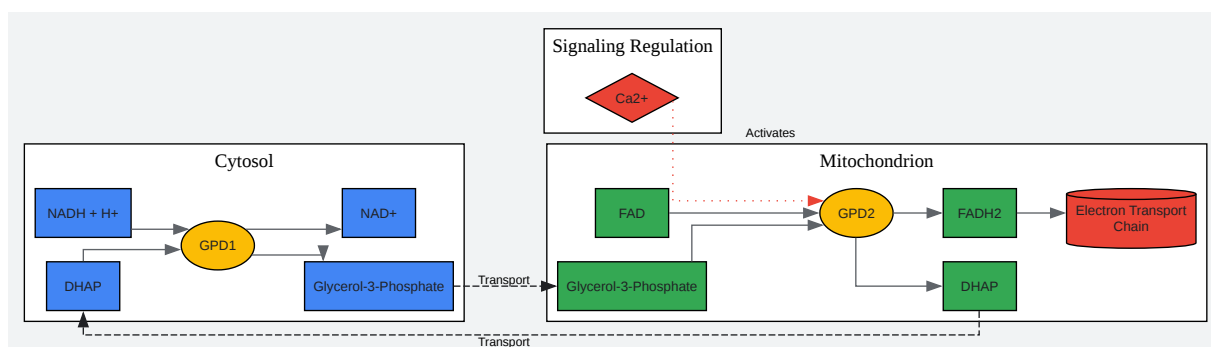 Signaling Regulation
Ca2+
Activates
Cytosol
Mitochondrion
NADH + H+
NAD+
GPD1
DHAP
Glycerol-3-Phosphate
Transport
FAD
GPD2
FADH2
Electron Transport
Chain
Glycerol-3-Phosphate
DHAP
Transport